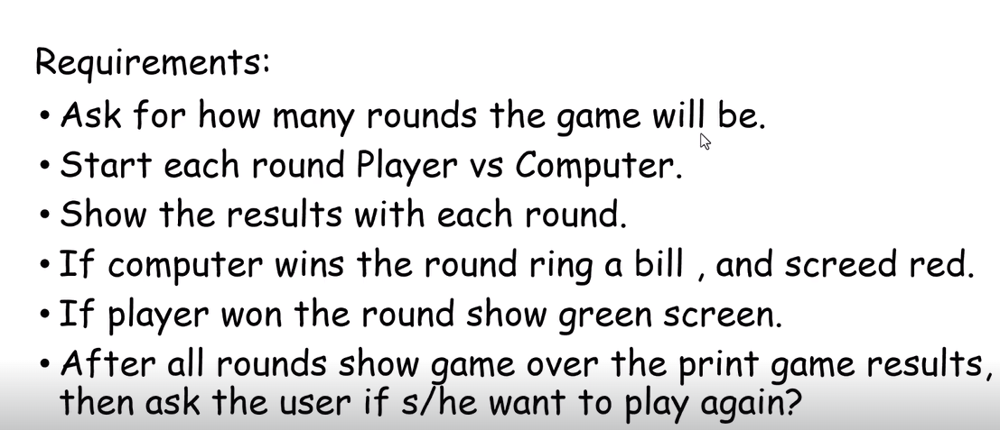 Requirements:
• Ask for how many rounds the game will be.
• Start each round Player vs Computer.
• Show the results with each round.
• If computer wins the round ring a bill , and screed red.
• If player won the round show green screen.
• After all rounds show game over the print game results,
then ask the user if s/he want to play again?